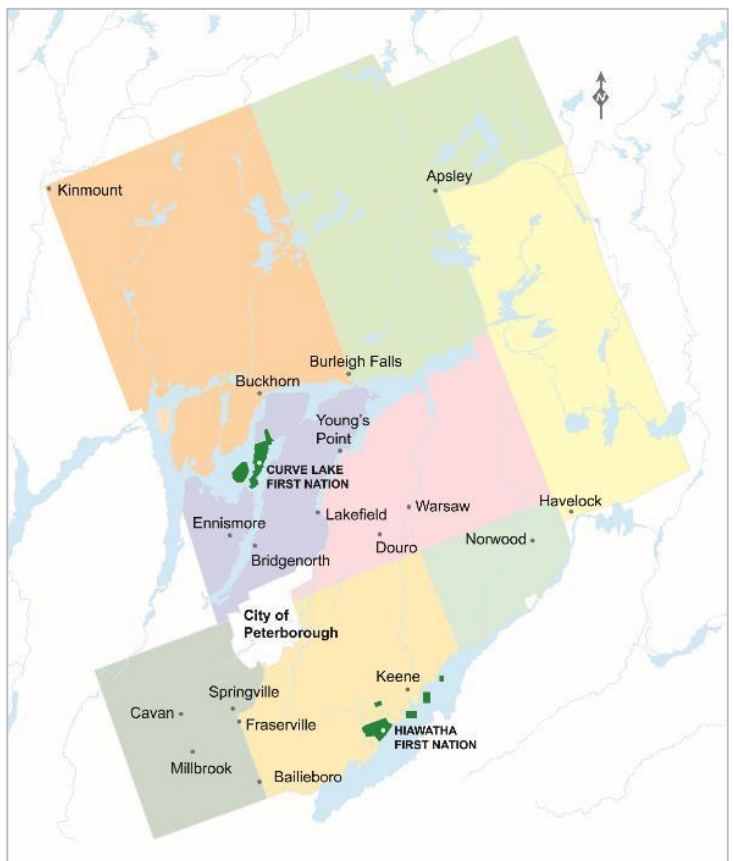 N
Apsley
Kinmount
Burleigh Falls
Buckhorn
Young's
Point
CURVE LAKE
FIRST NATION
Havelock
Warsaw
Lakefield
Ennismore
Norwood
Douro
Bridgenorth
City of
Peterborough
Keene
Springville
Cavan
Fraserville
HIAWATHA
FIRST NATION
Millbrook
Bailieboro